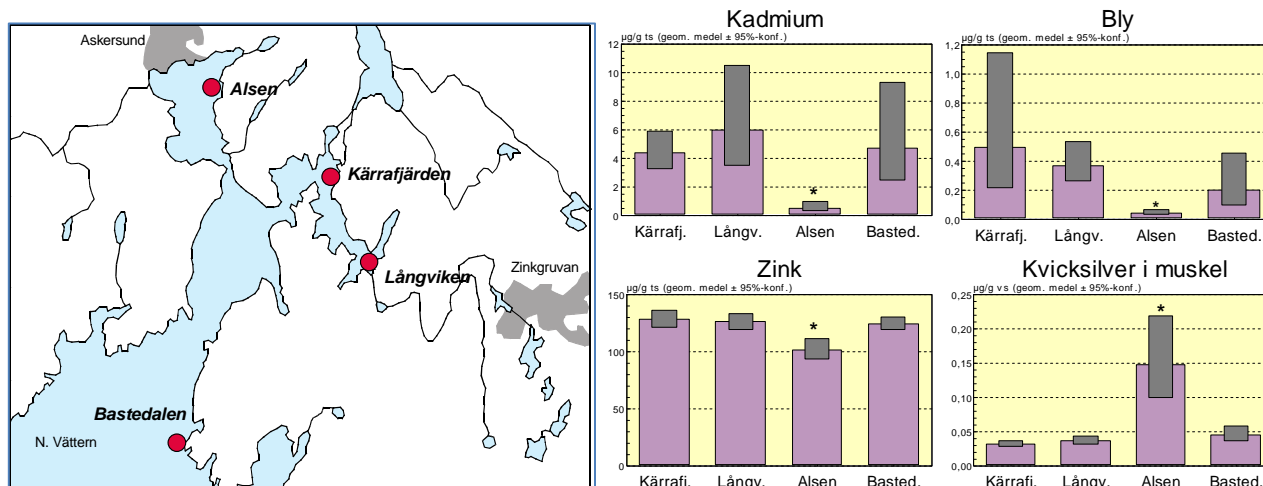 Askersund
Alsen
Kärrafjärden
Långviken
Zinkgruvan
Bastedalen
N. Vättern
Kadmium
µg/g ts (geom. medel ± 95%-konf.)
12
10
8
6
4
2
0
*
Kärrafj. Långv. Alsen Basted.
Bly
µg/g ts (geom. medel ± 95%-konf.)
1,2
1,0
0,8
0,6
0,4
0,2
0,0
*
Kärrafj. Långv. Alsen Basted.
Zink
µg/g ts (geom. medel ± 95%-konf.)
150
100
50
0
*
Kärrafj. Långv. Alsen Basted.
Kvicksilver i muskel
µg/g vs (geom. medel ± 95%-konf.)
0,25
0,20
0,15
0,10
0,05
0,00
*
Kärrafj. Långv. Alsen Basted.